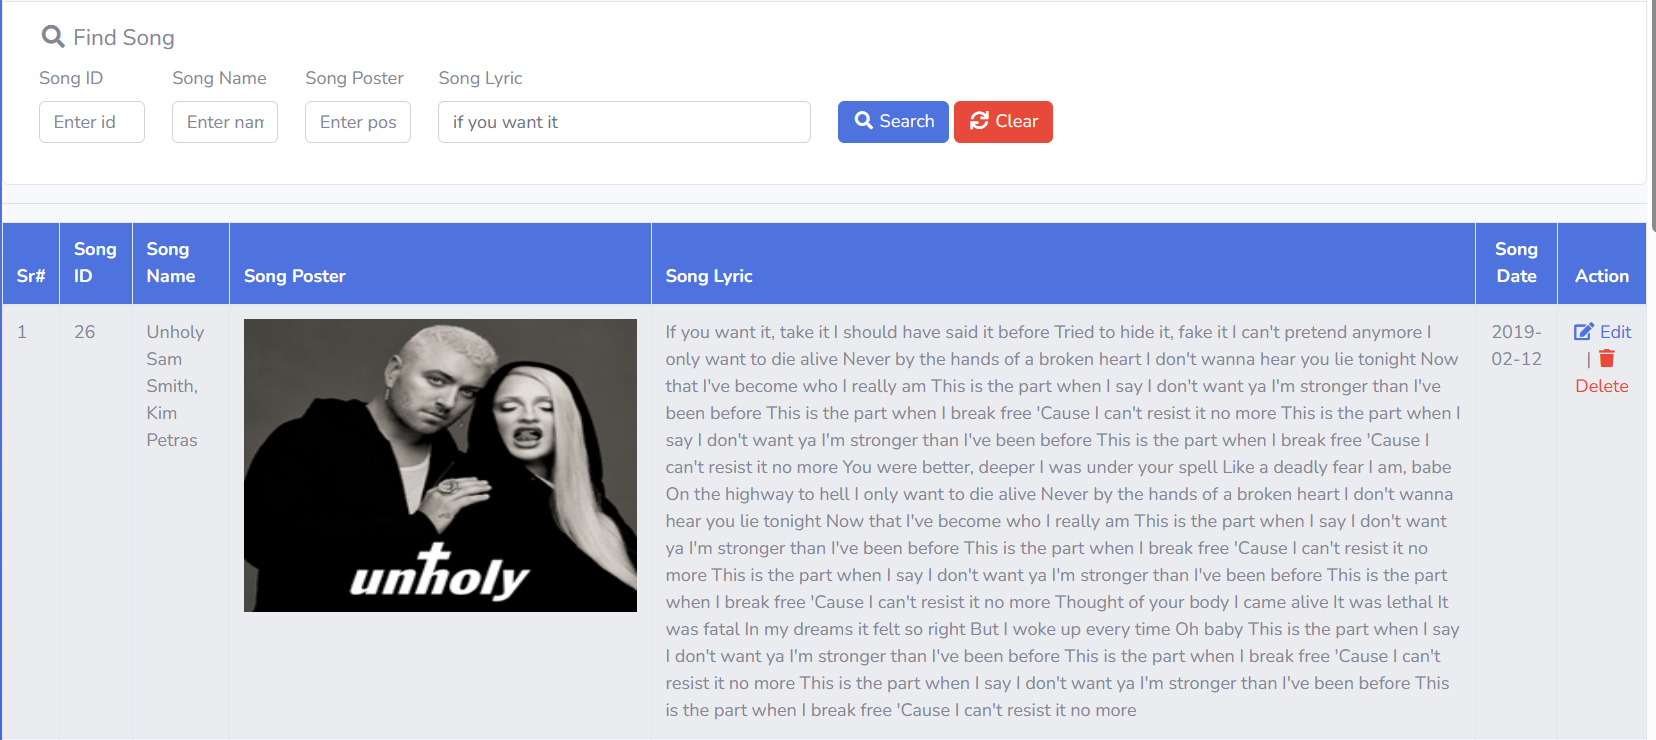 Find Song
Song ID
Song Name
Song Poster
Song Lyric
Enter id
Enter nam
Enter pos
if you want it
Search
Clear
Sr#
Song
ID
Song
Name
Song Poster
Song Lyric
Song
Date
Action
1
26
Unholy
Sam
Smith,
Kim
Petras
unholy
If you want it, take it I should have said it before Tried to hide it, fake it I can't pretend anymore I
only want to die alive Never by the hands of a broken heart I don't wanna hear you lie tonight Now
that I've become who I really am This is the part when I say I don't want ya I'm stronger than I've
been before This is the part when I break free 'Cause I can't resist it no more This is the part when I
say I don't want ya I'm stronger than I've been before This is the part when I break free 'Cause I
can't resist it no more You were better, deeper I was under your spell Like a deadly fear I am, babe
On the highway to hell I only want to die alive Never by the hands of a broken heart I don't wanna
hear you lie tonight Now that I've become who I really am This is the part when I say I don't want
ya I'm stronger than I've been before This is the part when I break free 'Cause I can't resist it no
more This is the part when I say I don't want ya I'm stronger than I've been before This is the part
when I break free 'Cause I can't resist it no more Thought of your body I came alive It was lethal It
was fatal In my dreams it felt so right But I woke up every time Oh baby This is the part when I say
I don't want ya I'm stronger than I've been before This is the part when I break free 'Cause I can't
resist it no more This is the part when I say I don't want ya I'm stronger than I've been before This
is the part when I break free 'Cause I can't resist it no more
2019-
02-12
Edit
|
Delete